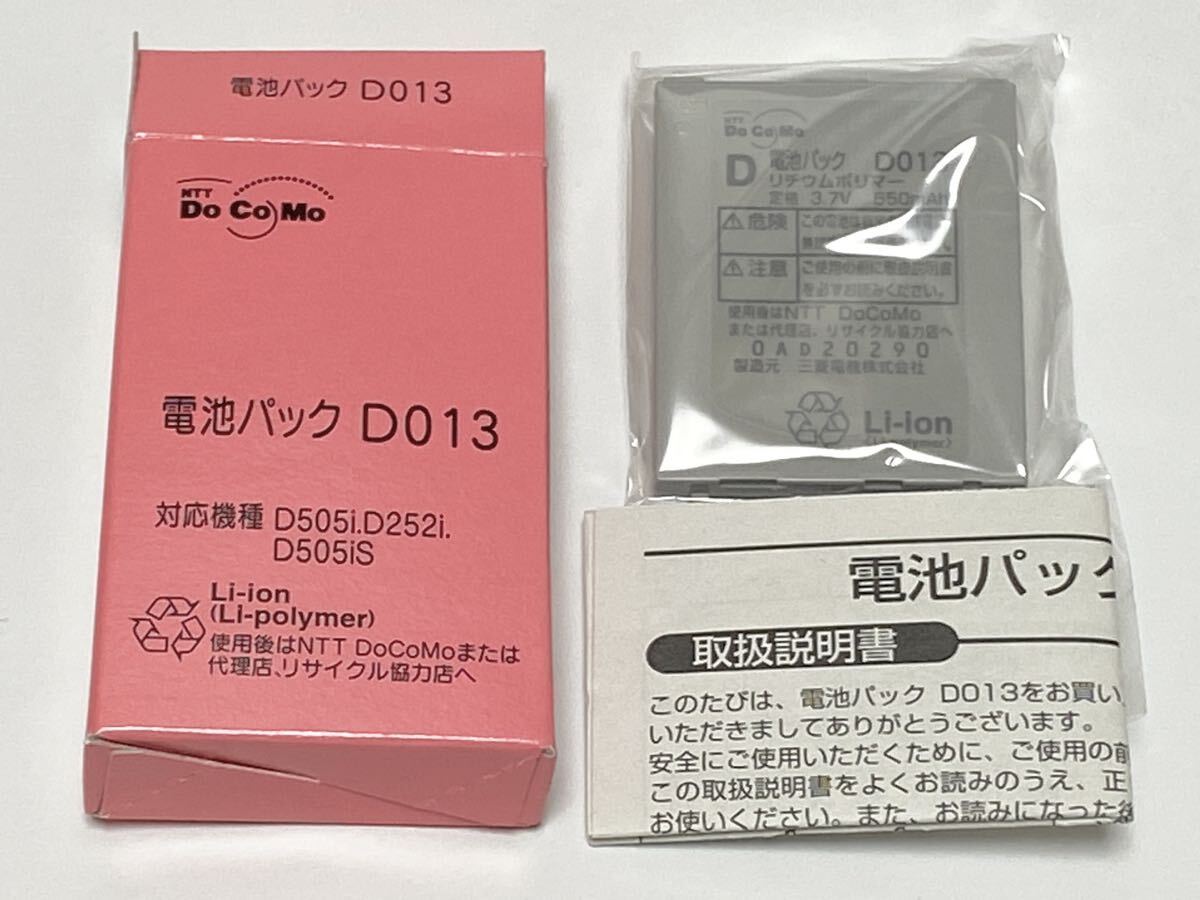 電池パック D013
NTT
DoCoMo
電池パック D013
対応機種 D505i.D252i.
D505iS
Li-ion
(Li-polymer)
使用後はNTT DoCoMoまたは
代理店、リサイクル協力店へ
NTT
DoCoMo
D 電池パック D013
リチウムポリマー
定格 3.7V 550mAh
危険 この電池は
注意 ご使用の前に取扱説明書
を必ずお読みください。
使用後はNTT DoCoMo
または代理店、リサイクル協力店へ
0AD20290
製造元 三菱電機株式会社
Li-ion
(Li-polymer)
電池パック
取扱説明書
このたびは、電池パック D013をお買い
いただきましてありがとうございます。
安全にご使用いただくために、ご使用の前
この取扱説明書をよくお読みのうえ、正
お使いください。また、お読みになった後